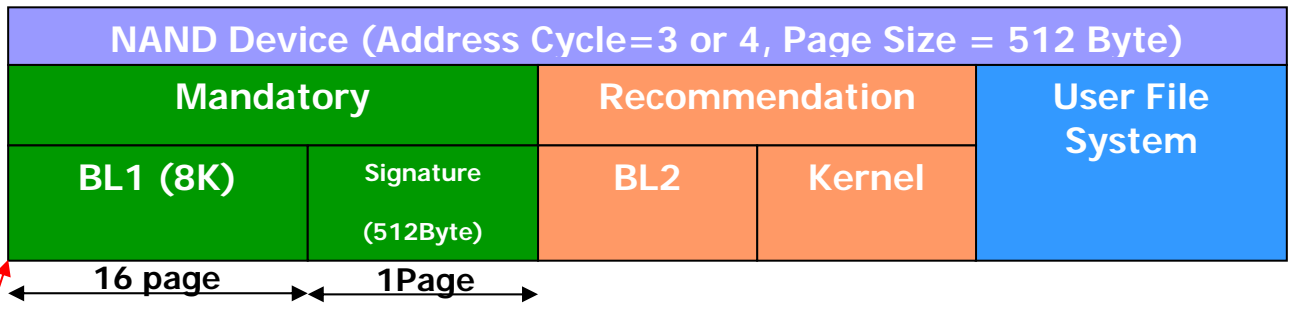 NAND Device (Address Cycle=3 or 4, Page Size = 512 Byte)
Mandatory
Recommendation
User File
System
BL1 (8K)
Signature
(512Byte)
BL2
Kernel
16 page
1Page